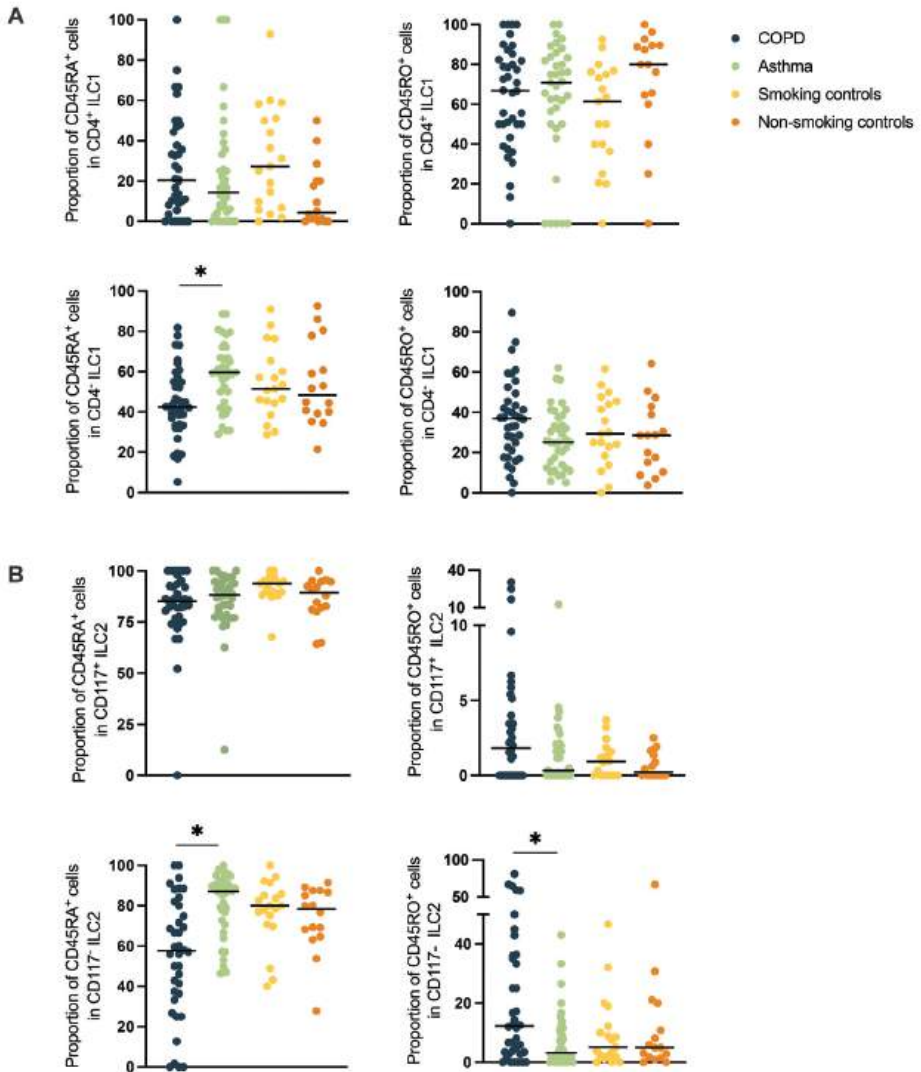 A
Proportion of CD45RA⁺ cells
in CD4⁺ ILC1
100
80
60
40
20
0
Proportion of CD45RO⁺ cells
in CD4⁺ ILC1
100
80
60
40
20
0
COPD
Asthma
Smoking controls
Non-smoking controls
Proportion of CD45RA⁺ cells
in CD4⁻ ILC1
100
80
60
40
20
0
*
Proportion of CD45RO⁺ cells
in CD4⁻ ILC1
100
80
60
40
20
0
B
Proportion of CD45RA⁺ cells
in CD117⁺ ILC2
100
75
50
25
0
Proportion of CD45RO⁺ cells
in CD117⁺ ILC2
40
10
10
5
0
Proportion of CD45RA⁺ cells
in CD117⁻ ILC2
100
80
60
40
20
0
*
Proportion of CD45RO⁺ cells
in CD117- ILC2
100
50
40
20
0
*